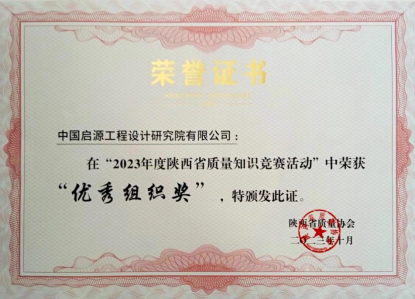 荣誉证书
中国启源工程设计研究院有限公司：
在“2023年度陕西省质量知识竞赛活动”中荣获
“优秀组织奖”，特颁发此证。
陕西省质量协会
二〇二三年十月